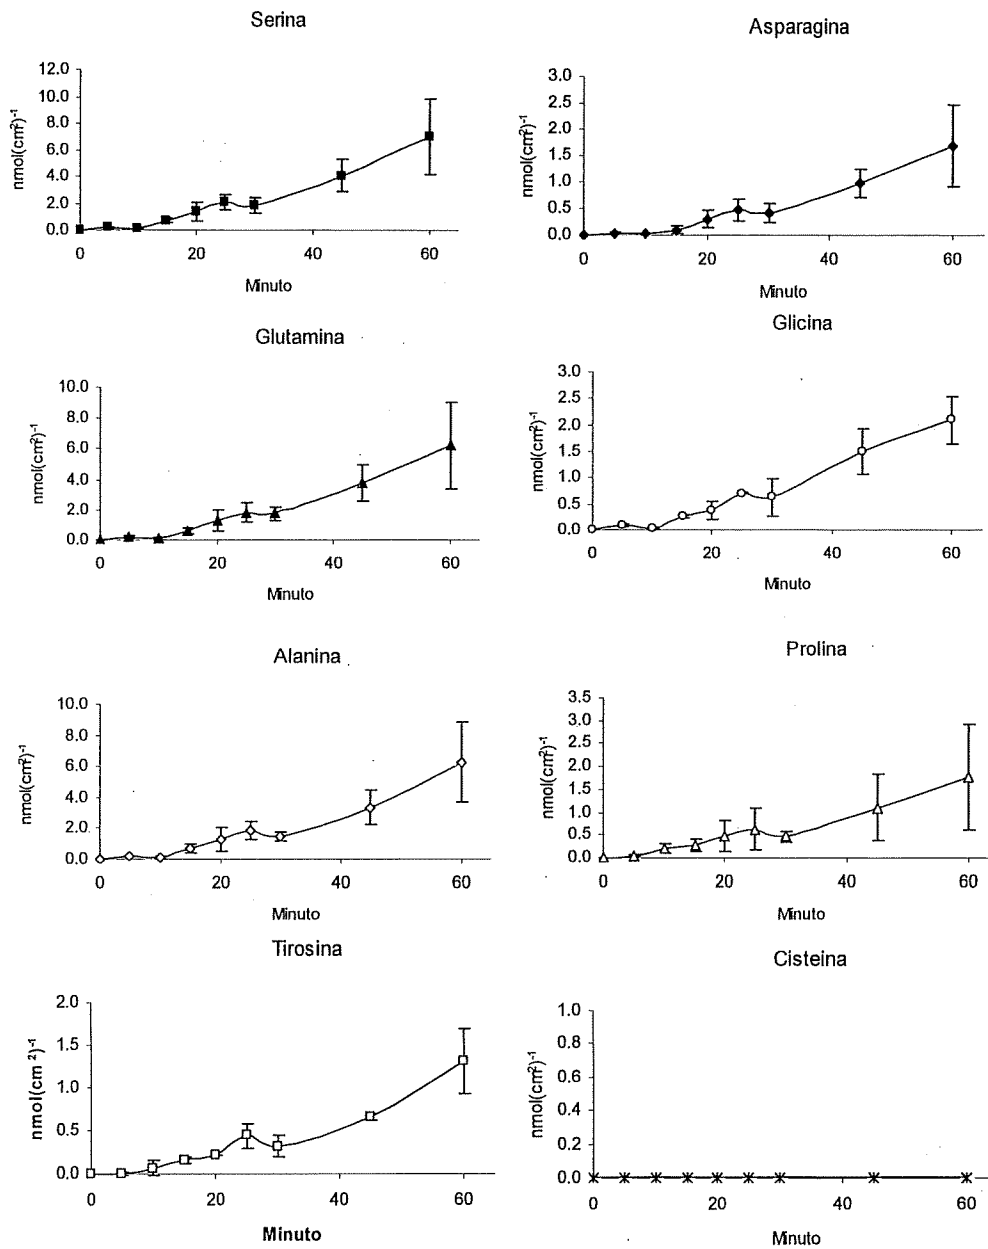 Serina
12.0
10.0
8.0
6.0
4.0
2.0
0.0
nmol(cm²)⁻¹
0 20 40 60
Minuto
Asparagina
3.0
2.5
2.0
1.5
1.0
0.5
0.0
nmol(cm²)⁻¹
0 20 40 60
Minuto
Glutamina
10.0
8.0
6.0
4.0
2.0
0.0
nmol(cm²)⁻¹
0 20 40 60
Minuto
Glicina
3.0
2.5
2.0
1.5
1.0
0.5
0.0
nmol(cm²)⁻¹
0 20 40 60
Minuto
Alanina
10.0
8.0
6.0
4.0
2.0
0.0
nmol(cm²)⁻¹
0 20 40 60
Minuto
Prolina
3.5
3.0
2.5
2.0
1.5
1.0
0.5
0.0
nmol(cm²)⁻¹
0 20 40 60
Minuto
Tirosina
2.0
1.5
1.0
0.5
0.0
nmol(cm²)⁻¹
0 20 40 60
Minuto
Cisteina
1.0
0.8
0.6
0.4
0.2
0.0
nmol(cm²)⁻¹
0 20 40 60
Minuto